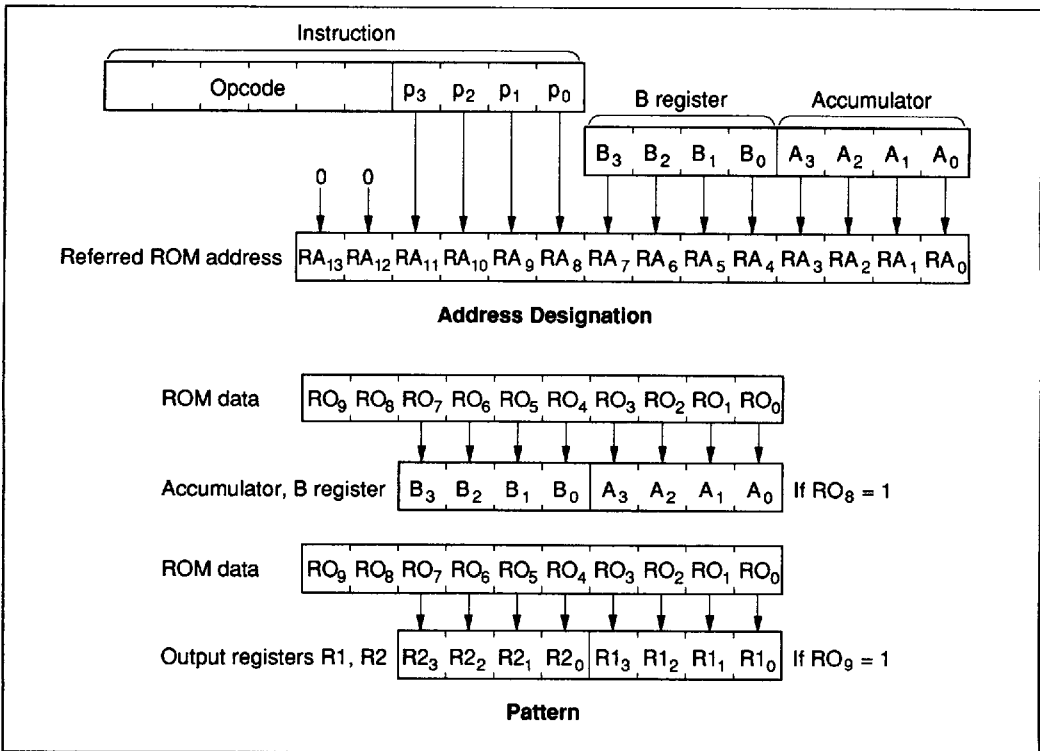 Instruction
Opcode p₃ p₂ p₁ p₀
B register Accumulator
B₃ B₂ B₁ B₀ A₃ A₂ A₁ A₀
0 0
Referred ROM address RA₁₃ RA₁₂ RA₁₁ RA₁₀ RA₉ RA₈ RA₇ RA₆ RA₅ RA₄ RA₃ RA₂ RA₁ RA₀
Address Designation
ROM data RO₉ RO₈ RO₇ RO₆ RO₅ RO₄ RO₃ RO₂ RO₁ RO₀
Accumulator, B register B₃ B₂ B₁ B₀ A₃ A₂ A₁ A₀ If RO₈ = 1
ROM data RO₉ RO₈ RO₇ RO₆ RO₅ RO₄ RO₃ RO₂ RO₁ RO₀
Output registers R1, R2 R2₃ R2₂ R2₁ R2₀ R1₃ R1₂ R1₁ R1₀ If RO₉ = 1
Pattern